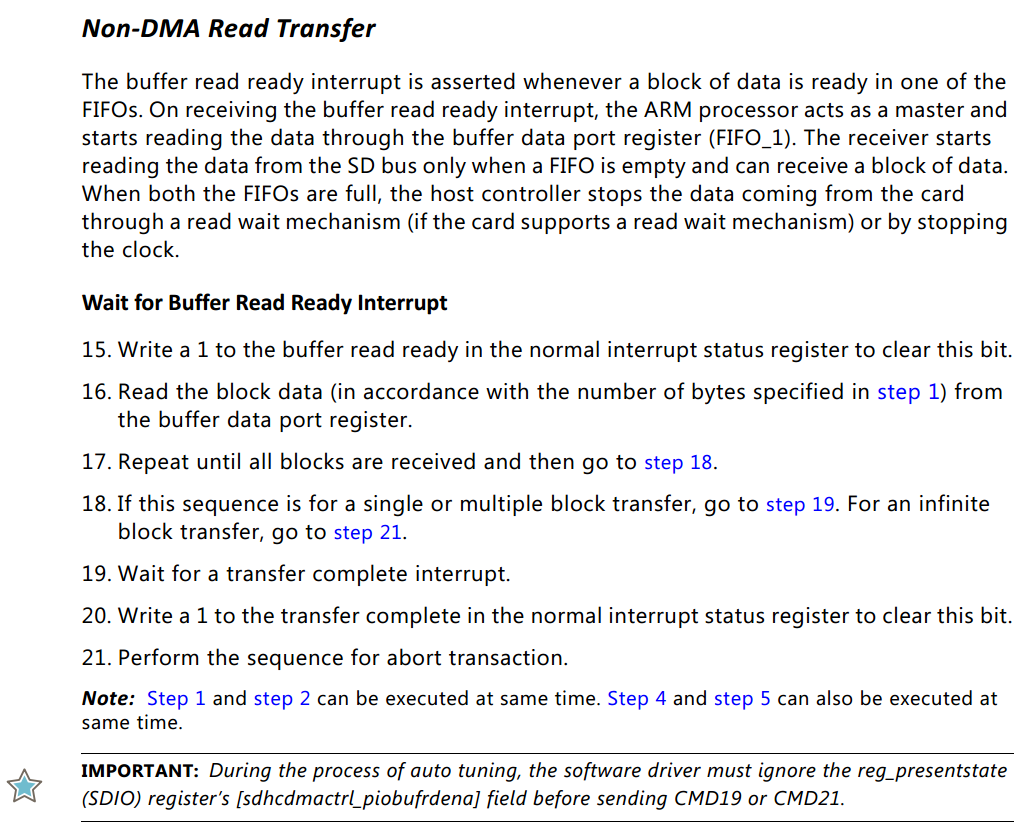 Non-DMA Read Transfer
The buffer read ready interrupt is asserted whenever a block of data is ready in one of the
FIFOs. On receiving the buffer read ready interrupt, the ARM processor acts as a master and
starts reading the data through the buffer data port register (FIFO_1). The receiver starts
reading the data from the SD bus only when a FIFO is empty and can receive a block of data.
When both the FIFOs are full, the host controller stops the data coming from the card
through a read wait mechanism (if the card supports a read wait mechanism) or by stopping
the clock.
Wait for Buffer Read Ready Interrupt
15. Write a 1 to the buffer read ready in the normal interrupt status register to clear this bit.
16. Read the block data (in accordance with the number of bytes specified in step 1) from
the buffer data port register.
17. Repeat until all blocks are received and then go to step 18.
18. If this sequence is for a single or multiple block transfer, go to step 19. For an infinite
block transfer, go to step 21.
19. Wait for a transfer complete interrupt.
20. Write a 1 to the transfer complete in the normal interrupt status register to clear this bit.
21. Perform the sequence for abort transaction.
Note: Step 1 and step 2 can be executed at same time. Step 4 and step 5 can also be executed at
same time.
IMPORTANT: During the process of auto tuning, the software driver must ignore the reg_presentstate
(SDIO) register's [sdhcdmactrl_piobufrdena] field before sending CMD19 or CMD21.